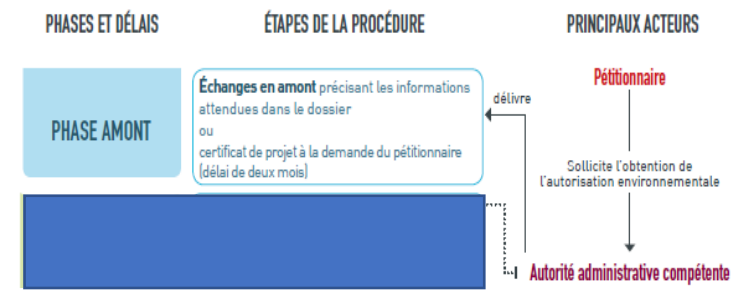 PHASES ET DÉLAIS
ÉTAPES DE LA PROCÉDURE
PRINCIPAUX ACTEURS
PHASE AMONT
Échanges en amont précisant les informations
attendues dans le dossier
ou
certificat de projet à la demande du pétitionnaire
(délai de deux mois)
délivre
Pétitionnaire
Sollicite l'obtention de
l'autorisation environnementale
Autorité administrative compétente